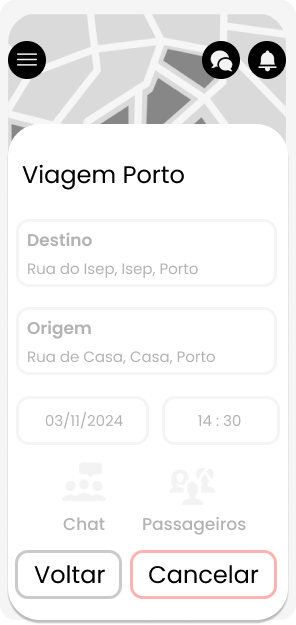 Viagem Porto
Destino
Rua do Isep, Isep, Porto
Origem
Rua de Casa, Casa, Porto
03/11/2024
14 : 30
Chat
Passageiros
Voltar
Cancelar